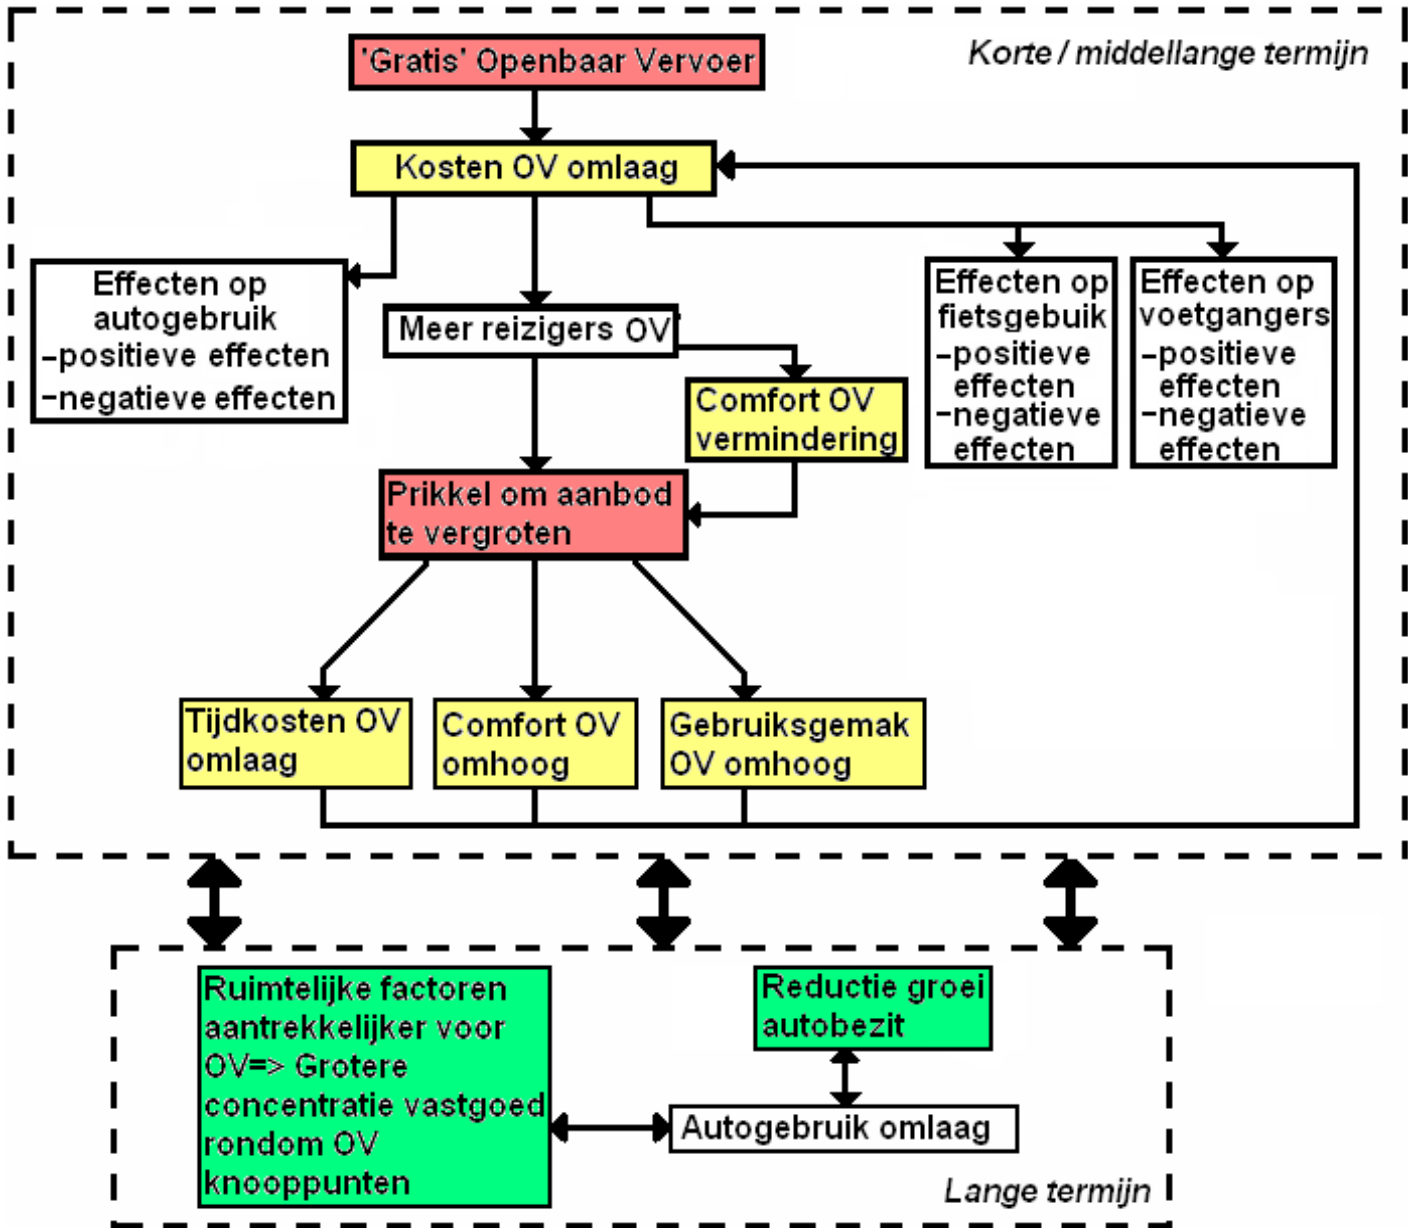 'Gratis' Openbaar Vervoer
Korte / middellange termijn
Kosten OV omlaag
Effecten op
autogebruik
-positieve effecten
-negatieve effecten
Meer reizigers OV
Effecten op
fietsgebuik
-positieve
effecten
-negatieve
effecten
Effecten op
voetgangers
-positieve
effecten
-negatieve
effecten
Comfort OV
vermindering
Prikkel om aanbod
te vergroten
Tijdkosten OV
omlaag
Comfort OV
omhoog
Gebruiksgemak
OV omhoog
Ruimtelijke factoren
aantrekkelijker voor
OV=> Grotere
concentratie vastgoed
rondom OV
knooppunten
Reductie groei
autobezit
Autogebruik omlaag
Lange termijn